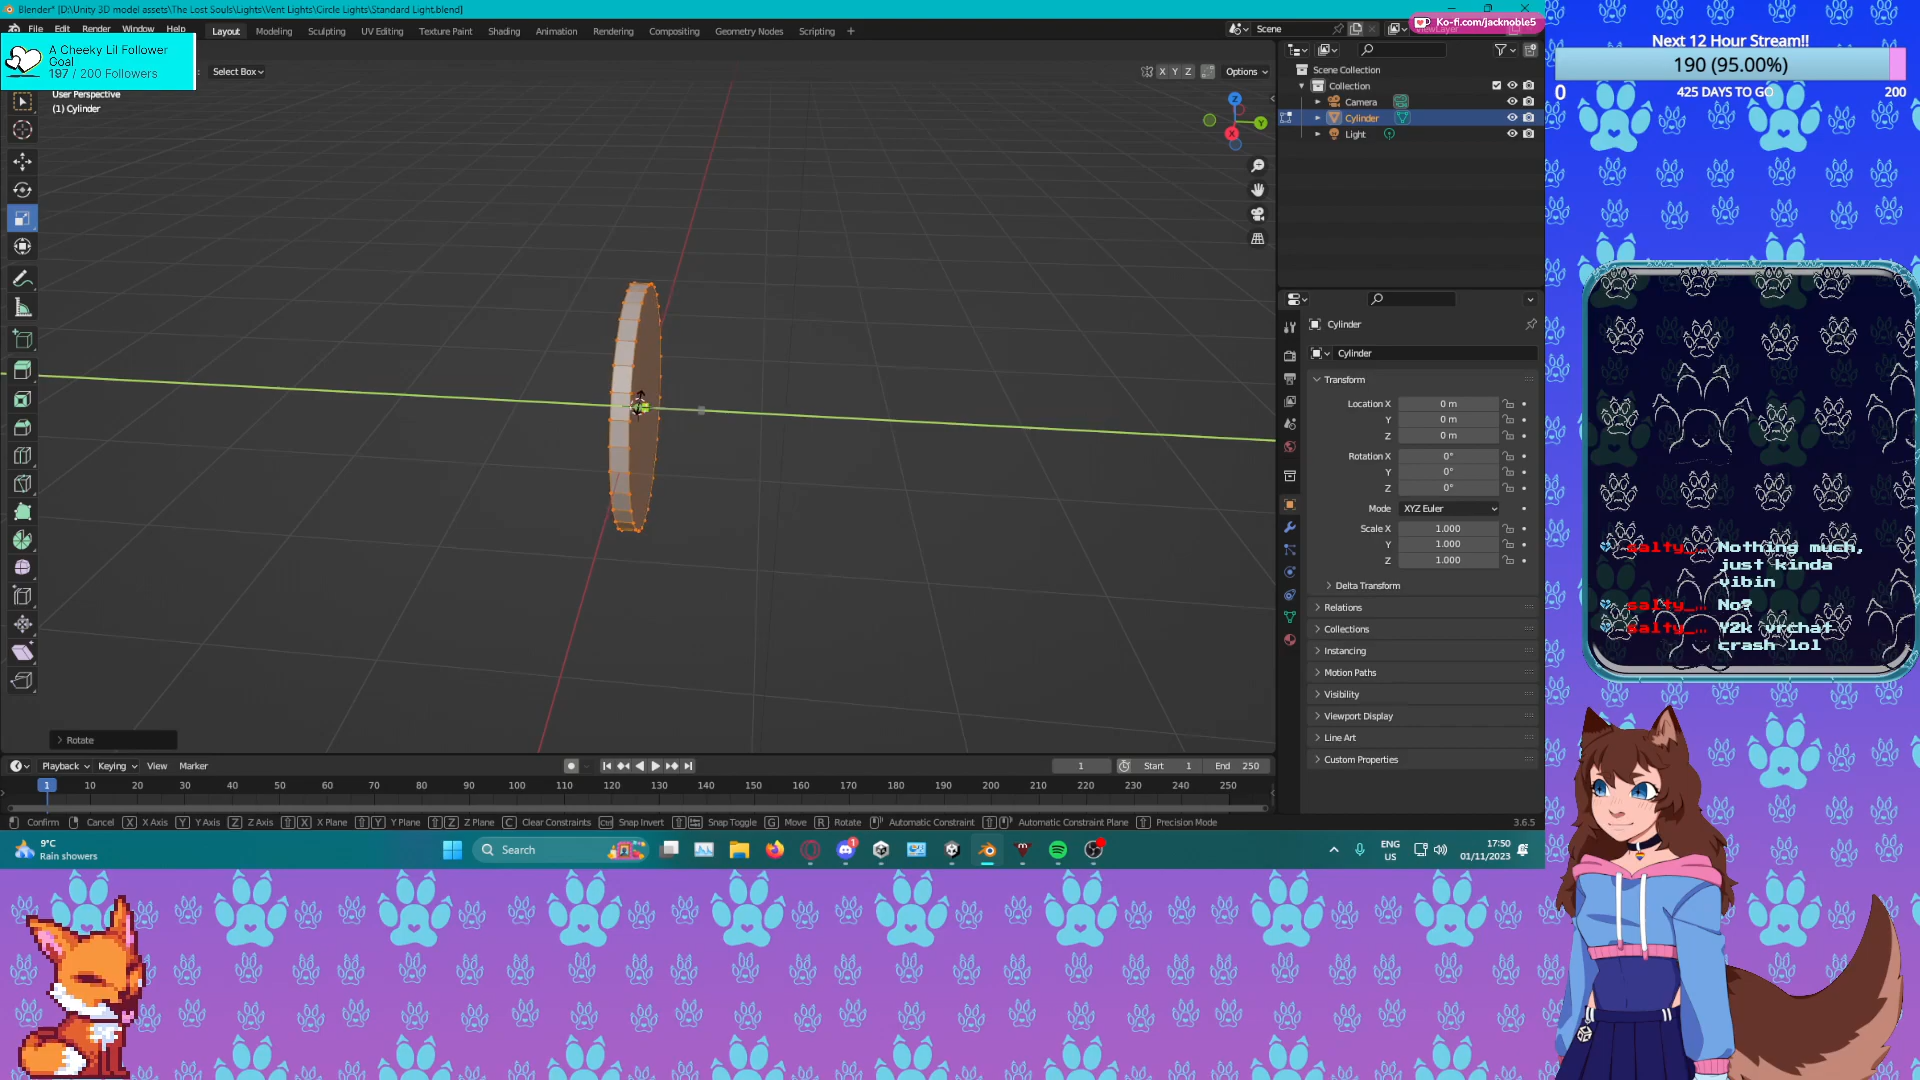 Blender* [D:\Unity 3D model assets\The Lost Souls\Lights\Vent Lights\Circle Lights\Standard Light.blend]
File Edit Render Window Help
Layout Modeling Sculpting UV Editing Texture Paint Shading Animation Rendering Compositing Geometry Nodes Scripting +
Scene
ViewLayer
Ko-fi.com/jacknoble5
A Cheeky Lil Follower
Goal
197 / 200 Followers
Select Box
X Y Z
Options
User Perspective
(1) Cylinder
Z
Y
X
Scene Collection
Collection
Camera
Cylinder
Light
Cylinder
Cylinder
Transform
Location X 0 m
Y 0 m
Z 0 m
Rotation X 0°
Y 0°
Z 0°
Mode XYZ Euler
Scale X 1.000
Y 1.000
Z 1.000
Delta Transform
Relations
Collections
Instancing
Motion Paths
Visibility
Viewport Display
Line Art
Custom Properties
Rotate
Playback Keying View Marker
1 Start 1 End 250
1 10 20 30 40 50 60 70 80 90 100 110 120 130 140 150 160 170 180 190 200 210 220 230 240 250
Confirm Cancel X X Axis Y Y Axis Z Z Axis X X Plane Y Y Plane Z Z Plane C Clear Constraints Ctrl Snap Invert Snap Toggle G Move R Rotate Automatic Constraint Automatic Constraint Plane Precision Mode
3.6.5
9°C
Rain showers
Search
ENG
US
17:50
01/11/2023
Next 12 Hour Stream!!
190 (95.00%)
0 425 DAYS TO GO 200
salty_... Nothing much,
just kinda
vibin
salty_... No?
salty_... Y2k vrchat
crash lol